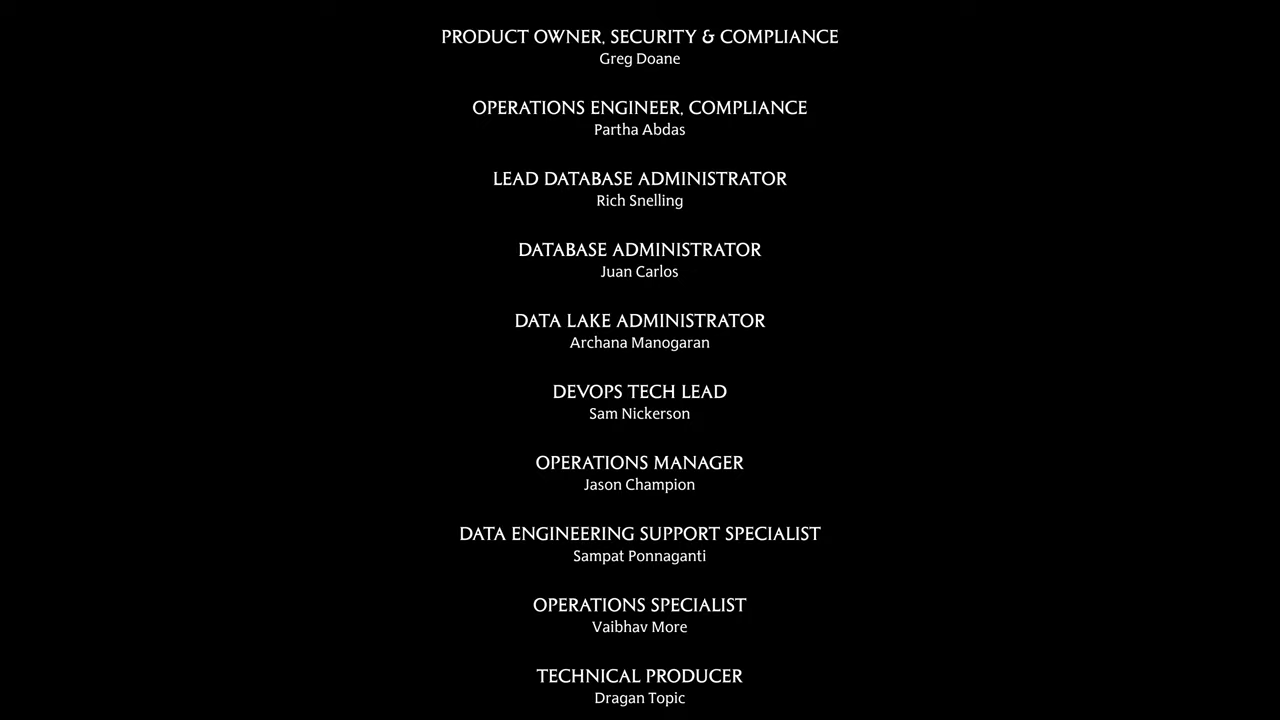 PRODUCT OWNER, SECURITY & COMPLIANCE
Greg Doane
OPERATIONS ENGINEER, COMPLIANCE
Partha Abdas
LEAD DATABASE ADMINISTRATOR
Rich Snelling
DATABASE ADMINISTRATOR
Juan Carlos
DATA LAKE ADMINISTRATOR
Archana Manogaran
DEVOPS TECH LEAD
Sam Nickerson
OPERATIONS MANAGER
Jason Champion
DATA ENGINEERING SUPPORT SPECIALIST
Sampat Ponnaganti
OPERATIONS SPECIALIST
Vaibhav More
TECHNICAL PRODUCER
Dragan Topic